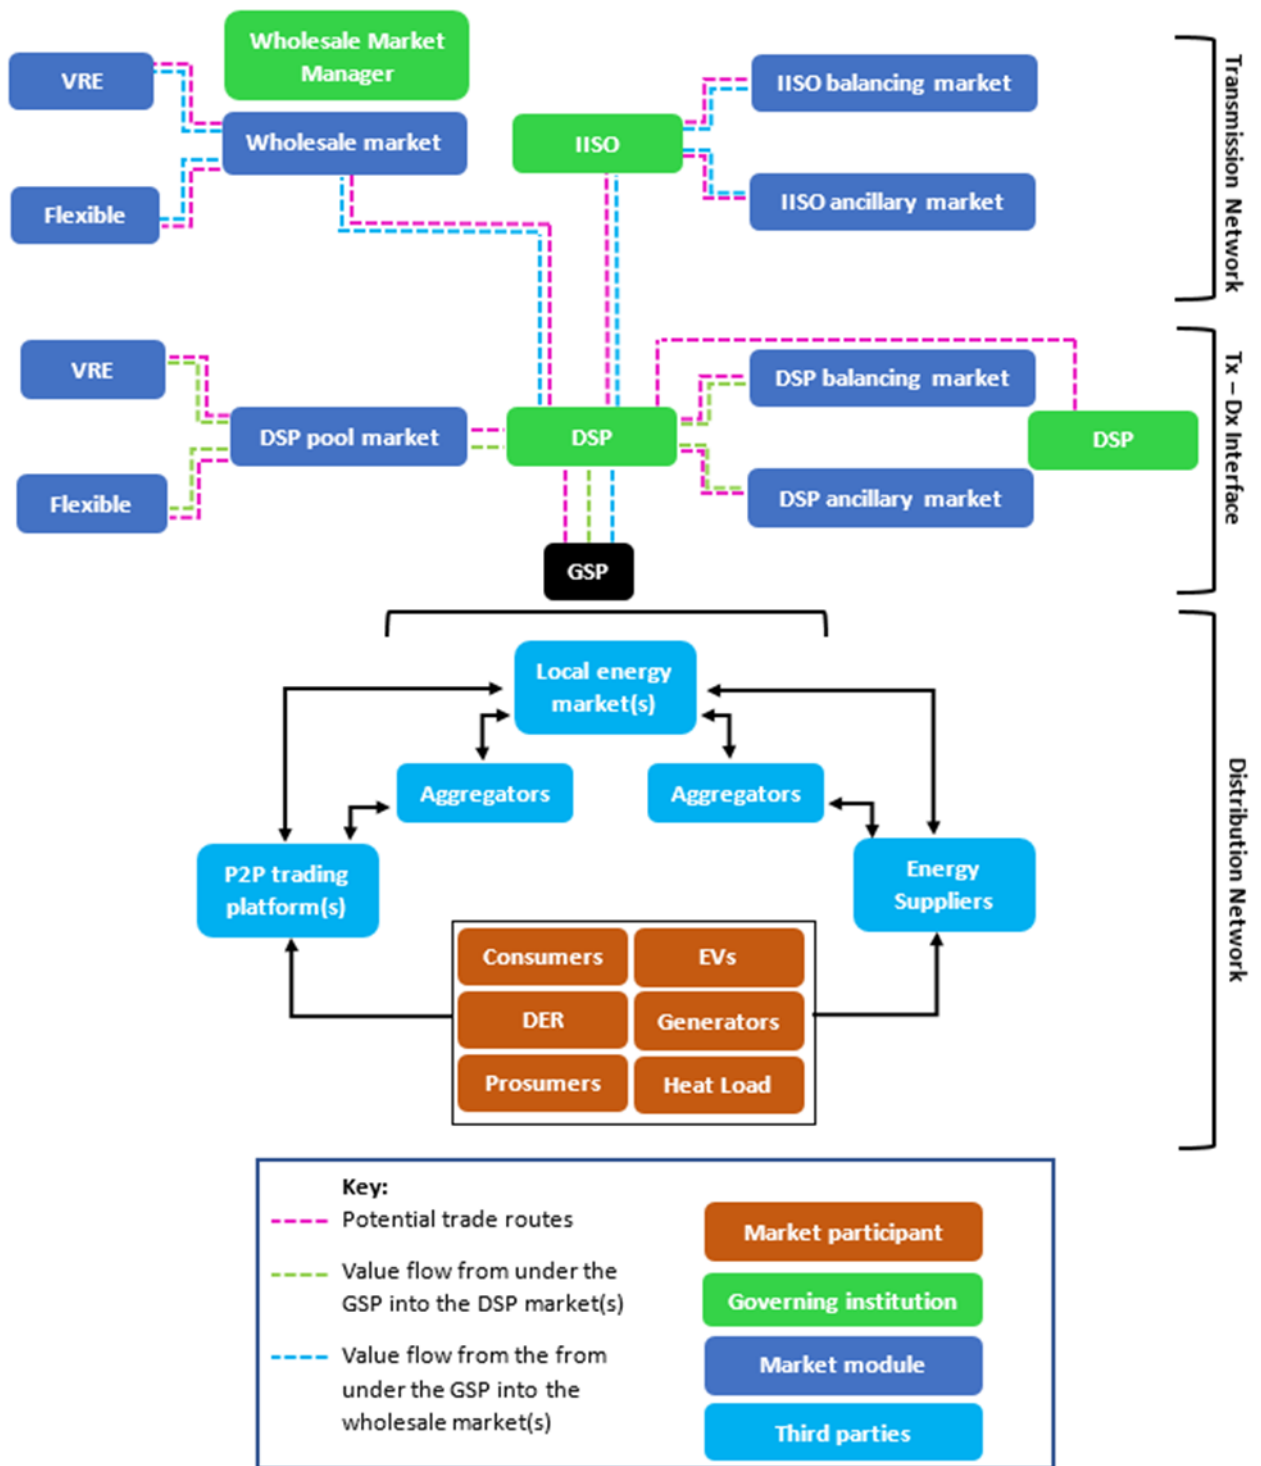 Wholesale Market
Manager
VRE
Wholesale market
Flexible
IISO
IISO balancing market
IISO ancillary market
Transmission Network
VRE
DSP pool market
Flexible
DSP
DSP balancing market
DSP
DSP ancillary market
Tx – Dx Interface
GSP
Local energy
market(s)
Aggregators
Aggregators
P2P trading
platform(s)
Energy
Suppliers
Consumers
EVs
DER
Generators
Prosumers
Heat Load
Distribution Network
Key:
Potential trade routes
Value flow from under the
GSP into the DSP market(s)
Value flow from the from
under the GSP into the
wholesale market(s)
Market participant
Governing institution
Market module
Third parties